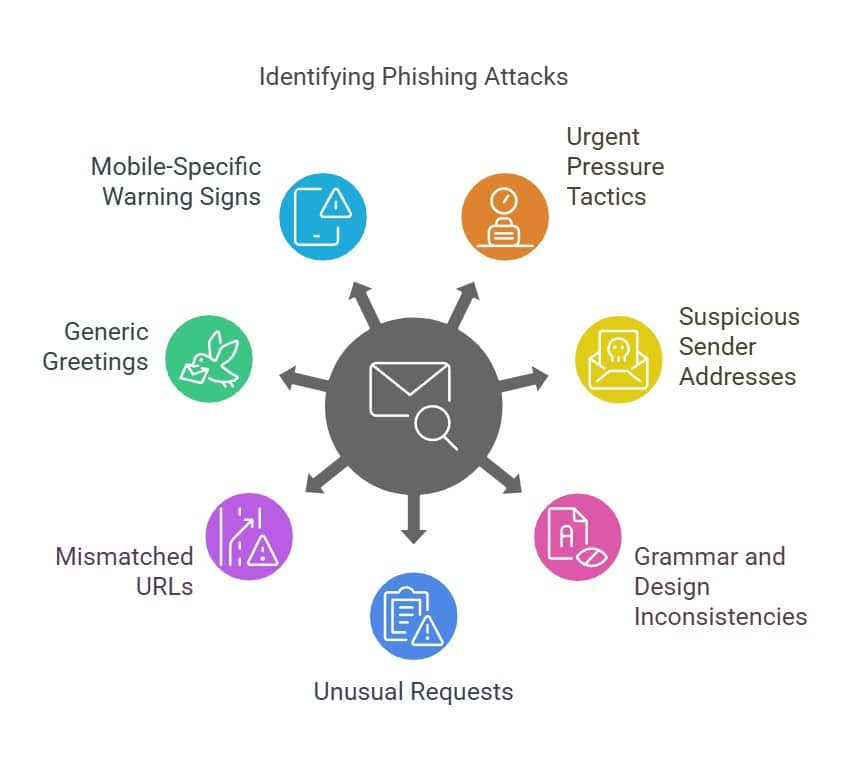 Identifying Phishing Attacks
Mobile-Specific
Warning Signs
Urgent
Pressure
Tactics
Generic
Greetings
Suspicious
Sender
Addresses
Mismatched
URLs
A
Grammar and
Design
Inconsistencies
Unusual Requests